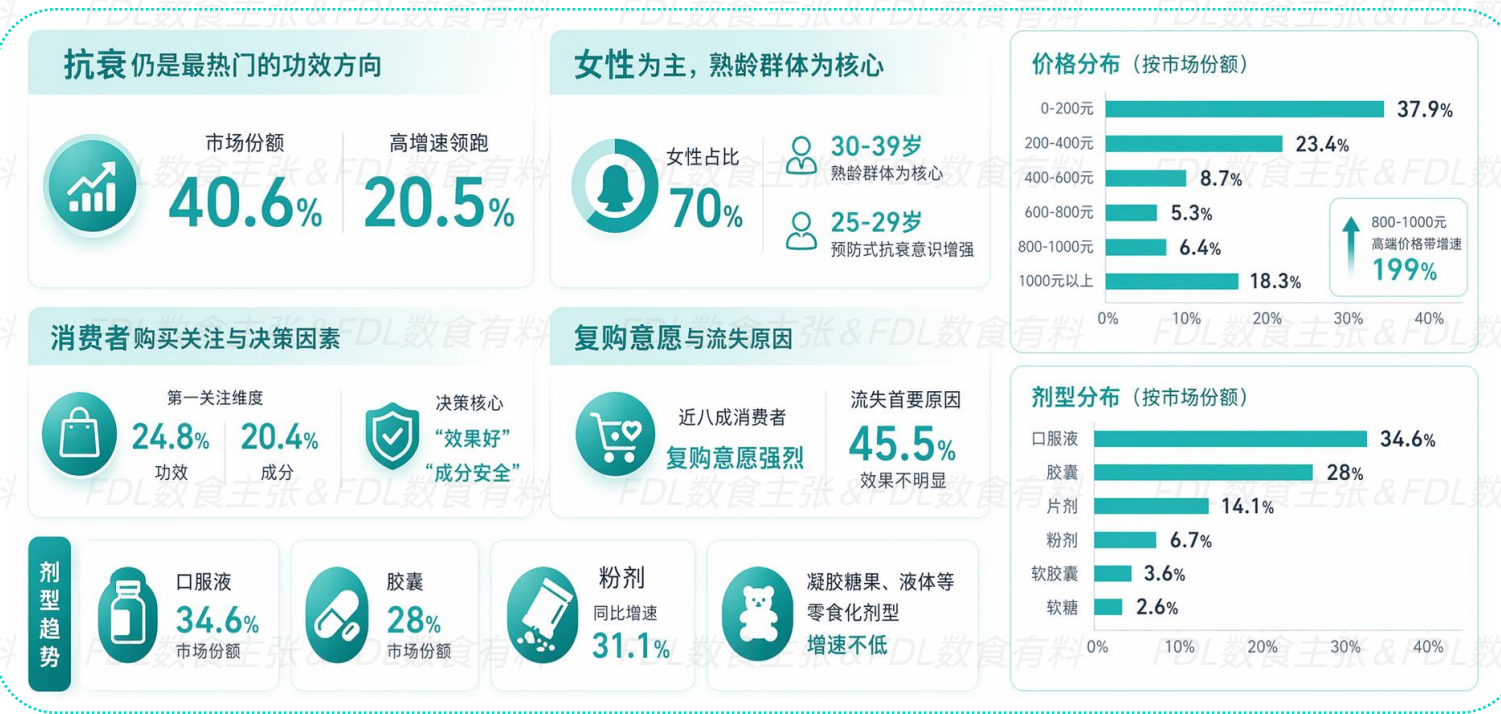 抗衰仍是最热门的功效方向
市场份额
40.6%
高增速领跑
20.5%
女性为主，熟龄群体为核心
女性占比
70%
30-39岁
熟龄群体为核心
25-29岁
预防式抗衰意识增强
消费者购买关注与决策因素
第一关注维度
24.8%
功效
20.4%
成分
决策核心
“效果好”
“成分安全”
复购意愿与流失原因
近八成消费者
复购意愿强烈
流失首要原因
45.5%
效果不明显
剂型趋势
口服液
34.6%
市场份额
胶囊
28%
市场份额
粉剂
同比增速
31.1%
凝胶糖果、液体等
零食化剂型
增速不低
价格分布（按市场份额）
0-200元 37.9%
200-400元 23.4%
400-600元 8.7%
600-800元 5.3%
800-1000元 6.4%
1000元以上 18.3%
0% 10% 20% 30% 40%
800-1000元
高端价格带增速
199%
剂型分布（按市场份额）
口服液 34.6%
胶囊 28%
片剂 14.1%
粉剂 6.7%
软胶囊 3.6%
软糖 2.6%
0% 10% 20% 30% 40%
FDL数食主张&FDL数食有料